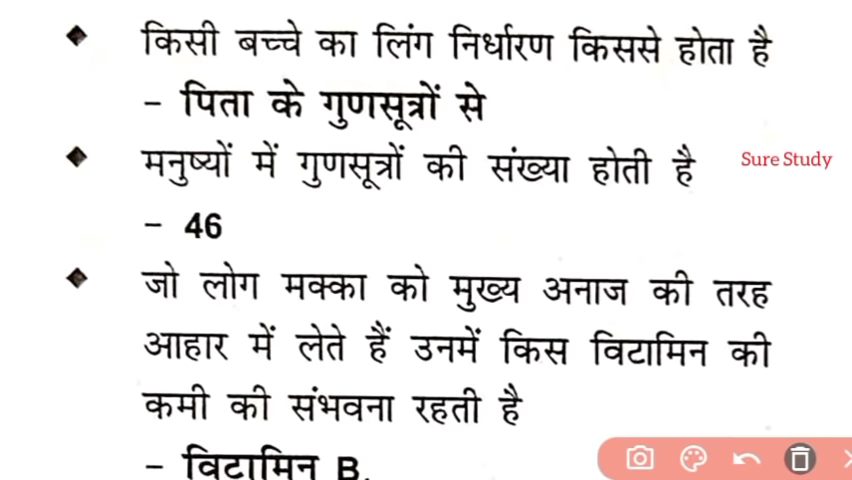 किसी बच्चे का लिंग निर्धारण किससे होता है
– पिता के गुणसूत्रों से
मनुष्यों में गुणसूत्रों की संख्या होती है
Sure Study
– 46
जो लोग मक्का को मुख्य अनाज की तरह
आहार में लेते हैं उनमें किस विटामिन की
कमी की संभवना रहती है
– विटामिन B